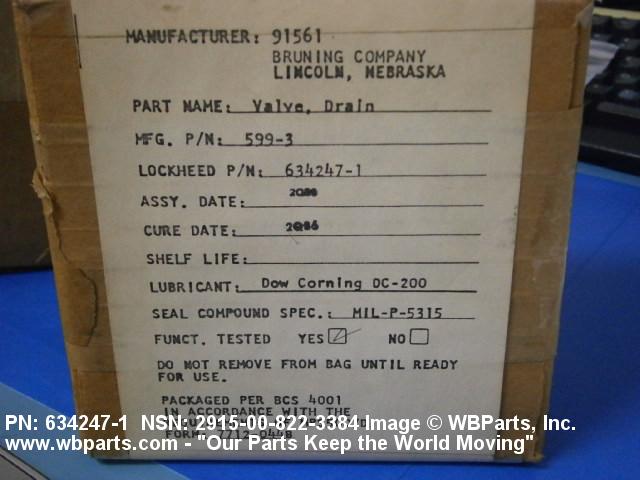 MANUFACTURER: 91561
BRUNING COMPANY
LINCOLN, NEBRASKA
PART NAME: Valve, Drain
MFG. P/N: 599-3
LOCKHEED P/N: 634247-1
ASSY. DATE:
CURE DATE: 2Q86
SHELF LIFE:
LUBRICANT: Dow Corning DC-200
SEAL COMPOUND SPEC.: MIL-P-5315
FUNCT. TESTED YES NO
DO NOT REMOVE FROM BAG UNTIL READY
FOR USE.
PACKAGED PER BCS 4001
IN ACCORDANCE WITH THE
PN: 634247-1 NSN: 2915-00-822-3384 Image © WBParts, Inc.
FORM: 7712-044B
www.wbparts.com - "Our Parts Keep the World Moving"